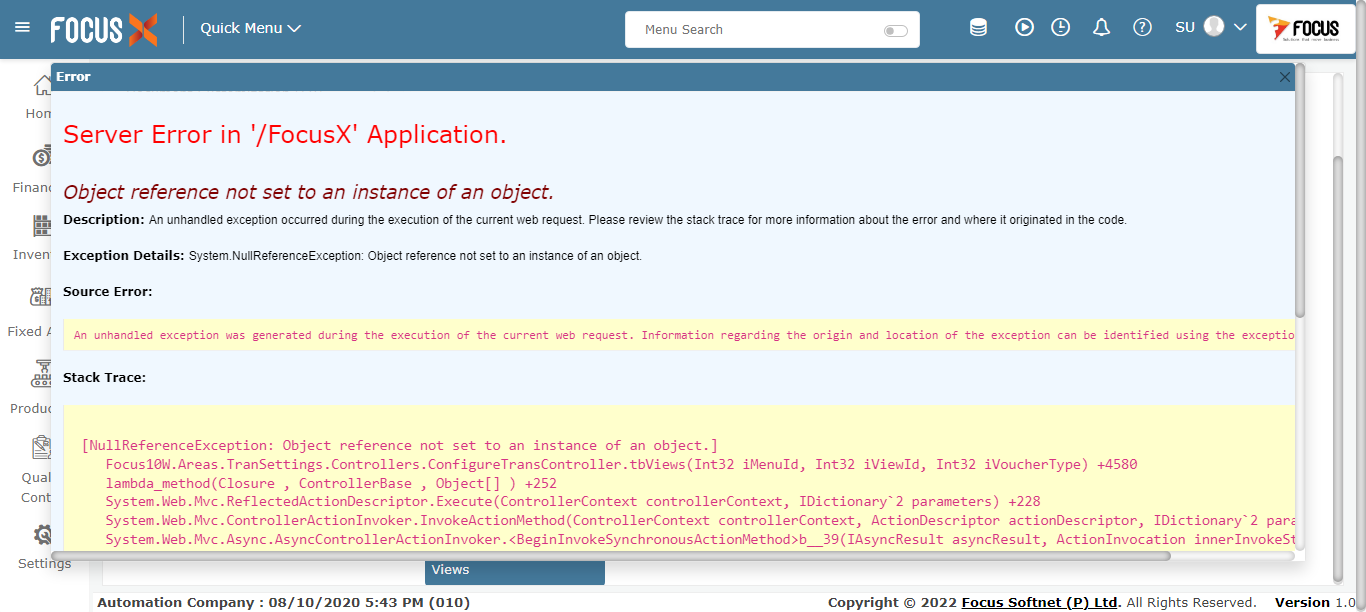 FOCUS X
Quick Menu
Menu Search
SU
FOCUS
Error
Server Error in '/FocusX' Application.
Object reference not set to an instance of an object.
Description: An unhandled exception occurred during the execution of the current web request. Please review the stack trace for more information about the error and where it originated in the code.
Exception Details: System.NullReferenceException: Object reference not set to an instance of an object.
Source Error:
An unhandled exception was generated during the execution of the current web request. Information regarding the origin and location of the exception can be identified using the exceptio
Stack Trace:
[NullReferenceException: Object reference not set to an instance of an object.]
Focus10W.Areas.TranSettings.Controllers.ConfigureTransController.tbViews(Int32 iMenuId, Int32 iViewId, Int32 iVoucherType) +4580
lambda_method(Closure , ControllerBase , Object[] ) +252
System.Web.Mvc.ReflectedActionDescriptor.Execute(ControllerContext controllerContext, IDictionary`2 parameters) +228
System.Web.Mvc.ControllerActionInvoker.InvokeActionMethod(ControllerContext controllerContext, ActionDescriptor actionDescriptor, IDictionary`2 para
System.Web.Mvc.Async.AsyncControllerActionInvoker.<BeginInvokeSynchronousActionMethod>b__39(IAsyncResult asyncResult, ActionInvocation innerInvokeSt
Hom
Financ
Inven
Fixed A
Produc
Qual
Cont
Settings
Views
Automation Company : 08/10/2020 5:43 PM (010)
Copyright © 2022 Focus Softnet (P) Ltd. All Rights Reserved.
Version 1.0